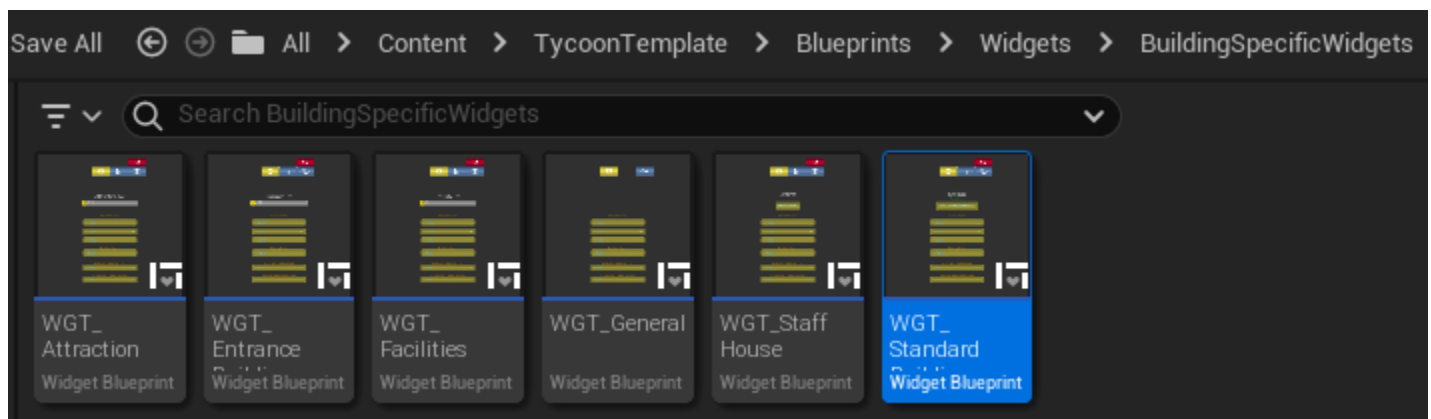 Save All All > Content > TycoonTemplate > Blueprints > Widgets > BuildingSpecificWidgets
Search BuildingSpecificWidgets
WGT_
Attraction
Widget Blueprint
WGT_
Entrance
Widget Blueprint
WGT_
Facilities
Widget Blueprint
WGT_General
Widget Blueprint
WGT_Staff
House
Widget Blueprint
WGT_
Standard
Widget Blueprint